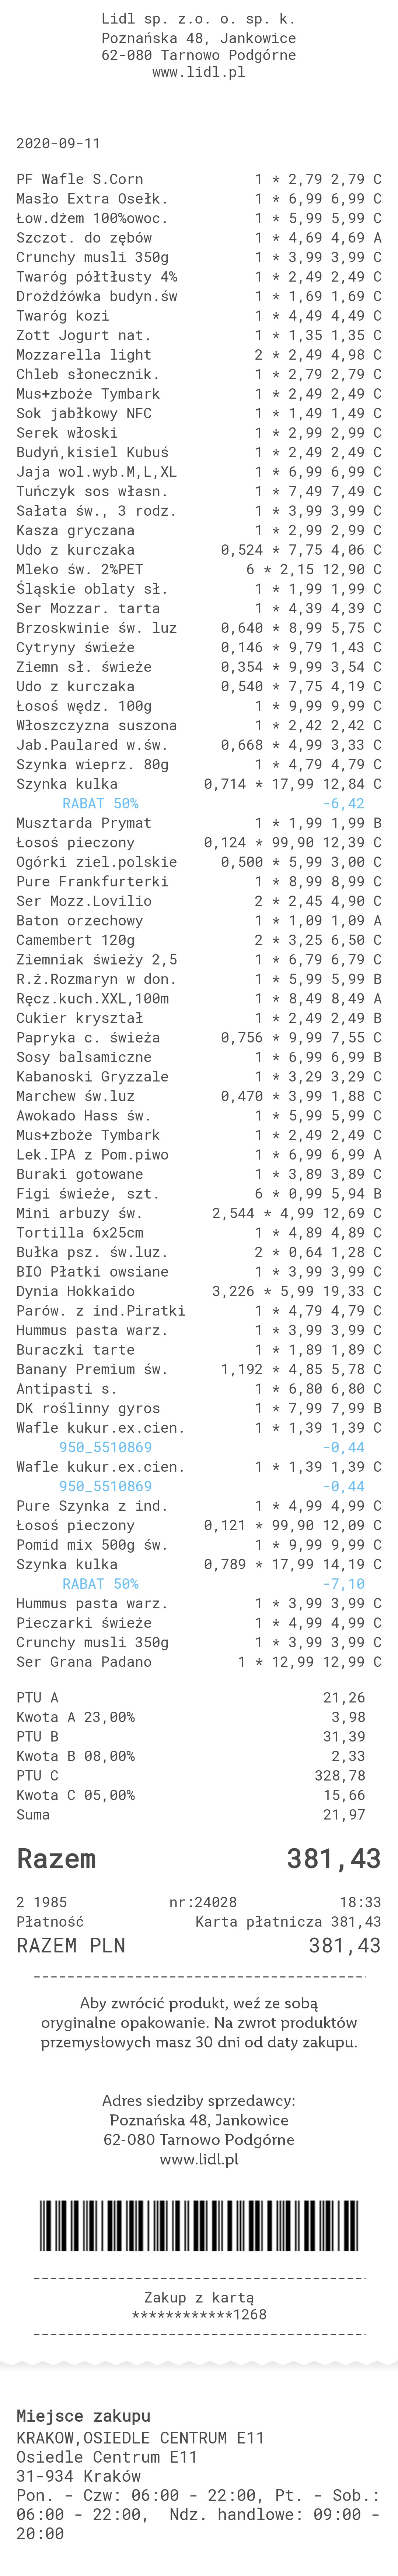 Lidl sp. z.o. o. sp. k.
Poznańska 48, Jankowice
62-080 Tarnowo Podgórne
www.lidl.pl
2020-09-11
PF Wafle S.Corn 1 * 2,79 2,79 C
Masło Extra Osełk. 1 * 6,99 6,99 C
Łow.dżem 100%owoc. 1 * 5,99 5,99 C
Szczot. do zębów 1 * 4,69 4,69 A
Crunchy musli 350g 1 * 3,99 3,99 C
Twaróg półtłusty 4% 1 * 2,49 2,49 C
Drożdżówka budyn.św 1 * 1,69 1,69 C
Twaróg kozi 1 * 4,49 4,49 C
Zott Jogurt nat. 1 * 1,35 1,35 C
Mozzarella light 2 * 2,49 4,98 C
Chleb słonecznik. 1 * 2,79 2,79 C
Mus+zboże Tymbark 1 * 2,49 2,49 C
Sok jabłkowy NFC 1 * 1,49 1,49 C
Serek włoski 1 * 2,99 2,99 C
Budyń,kisiel Kubuś 1 * 2,49 2,49 C
Jaja wol.wyb.M,L,XL 1 * 6,99 6,99 C
Tuńczyk sos własn. 1 * 7,49 7,49 C
Sałata św., 3 rodz. 1 * 3,99 3,99 C
Kasza gryczana 1 * 2,99 2,99 C
Udo z kurczaka 0,524 * 7,75 4,06 C
Mleko św. 2%PET 6 * 2,15 12,90 C
Śląskie oblaty sł. 1 * 1,99 1,99 C
Ser Mozzar. tarta 1 * 4,39 4,39 C
Brzoskwinie św. luz 0,640 * 8,99 5,75 C
Cytryny świeże 0,146 * 9,79 1,43 C
Ziemn sł. świeże 0,354 * 9,99 3,54 C
Udo z kurczaka 0,540 * 7,75 4,19 C
Łosoś wędz. 100g 1 * 9,99 9,99 C
Włoszczyzna suszona 1 * 2,42 2,42 C
Jab.Paulared w.św. 0,668 * 4,99 3,33 C
Szynka wieprz. 80g 1 * 4,79 4,79 C
Szynka kulka 0,714 * 17,99 12,84 C
RABAT 50% -6,42
Musztarda Prymat 1 * 1,99 1,99 B
Łosoś pieczony 0,124 * 99,90 12,39 C
Ogórki ziel.polskie 0,500 * 5,99 3,00 C
Pure Frankfurterki 1 * 8,99 8,99 C
Ser Mozz.Lovilio 2 * 2,45 4,90 C
Baton orzechowy 1 * 1,09 1,09 A
Camembert 120g 2 * 3,25 6,50 C
Ziemniak świeży 2,5 1 * 6,79 6,79 C
R.ż.Rozmaryn w don. 1 * 5,99 5,99 B
Ręcz.kuch.XXL,100m 1 * 8,49 8,49 A
Cukier kryształ 1 * 2,49 2,49 B
Papryka c. świeża 0,756 * 9,99 7,55 C
Sosy balsamiczne 1 * 6,99 6,99 B
Kabanoski Gryzzale 1 * 3,29 3,29 C
Marchew św.luz 0,470 * 3,99 1,88 C
Awokado Hass św. 1 * 5,99 5,99 C
Mus+zboże Tymbark 1 * 2,49 2,49 C
Lek.IPA z Pom.piwo 1 * 6,99 6,99 A
Buraki gotowane 1 * 3,89 3,89 C
Figi świeże, szt. 6 * 0,99 5,94 B
Mini arbuzy św. 2,544 * 4,99 12,69 C
Tortilla 6x25cm 1 * 4,89 4,89 C
Bułka psz. św.luz. 2 * 0,64 1,28 C
BIO Płatki owsiane 1 * 3,99 3,99 C
Dynia Hokkaido 3,226 * 5,99 19,33 C
Parów. z ind.Piratki 1 * 4,79 4,79 C
Hummus pasta warz. 1 * 3,99 3,99 C
Buraczki tarte 1 * 1,89 1,89 C
Banany Premium św. 1,192 * 4,85 5,78 C
Antipasti s. 1 * 6,80 6,80 C
DK roślinny gyros 1 * 7,99 7,99 B
Wafle kukur.ex.cien. 1 * 1,39 1,39 C
950_5510869 -0,44
Wafle kukur.ex.cien. 1 * 1,39 1,39 C
950_5510869 -0,44
Pure Szynka z ind. 1 * 4,99 4,99 C
Łosoś pieczony 0,121 * 99,90 12,09 C
Pomid mix 500g św. 1 * 9,99 9,99 C
Szynka kulka 0,789 * 17,99 14,19 C
RABAT 50% -7,10
Hummus pasta warz. 1 * 3,99 3,99 C
Pieczarki świeże 1 * 4,99 4,99 C
Crunchy musli 350g 1 * 3,99 3,99 C
Ser Grana Padano 1 * 12,99 12,99 C
PTU A 21,26
Kwota A 23,00% 3,98
PTU B 31,39
Kwota B 08,00% 2,33
PTU C 328,78
Kwota C 05,00% 15,66
Suma 21,97
Razem 381,43
2 1985 nr:24028 18:33
Płatność Karta płatnicza 381,43
RAZEM PLN 381,43
Aby zwrócić produkt, weź ze sobą
oryginalne opakowanie. Na zwrot produktów
przemysłowych masz 30 dni od daty zakupu.
Adres siedziby sprzedawcy:
Poznańska 48, Jankowice
62-080 Tarnowo Podgórne
www.lidl.pl
Zakup z kartą
************1268
Miejsce zakupu
KRAKOW,OSIEDLE CENTRUM E11
Osiedle Centrum E11
31-934 Kraków
Pon. - Czw: 06:00 - 22:00, Pt. - Sob.:
06:00 - 22:00, Ndz. handlowe: 09:00 -
20:00